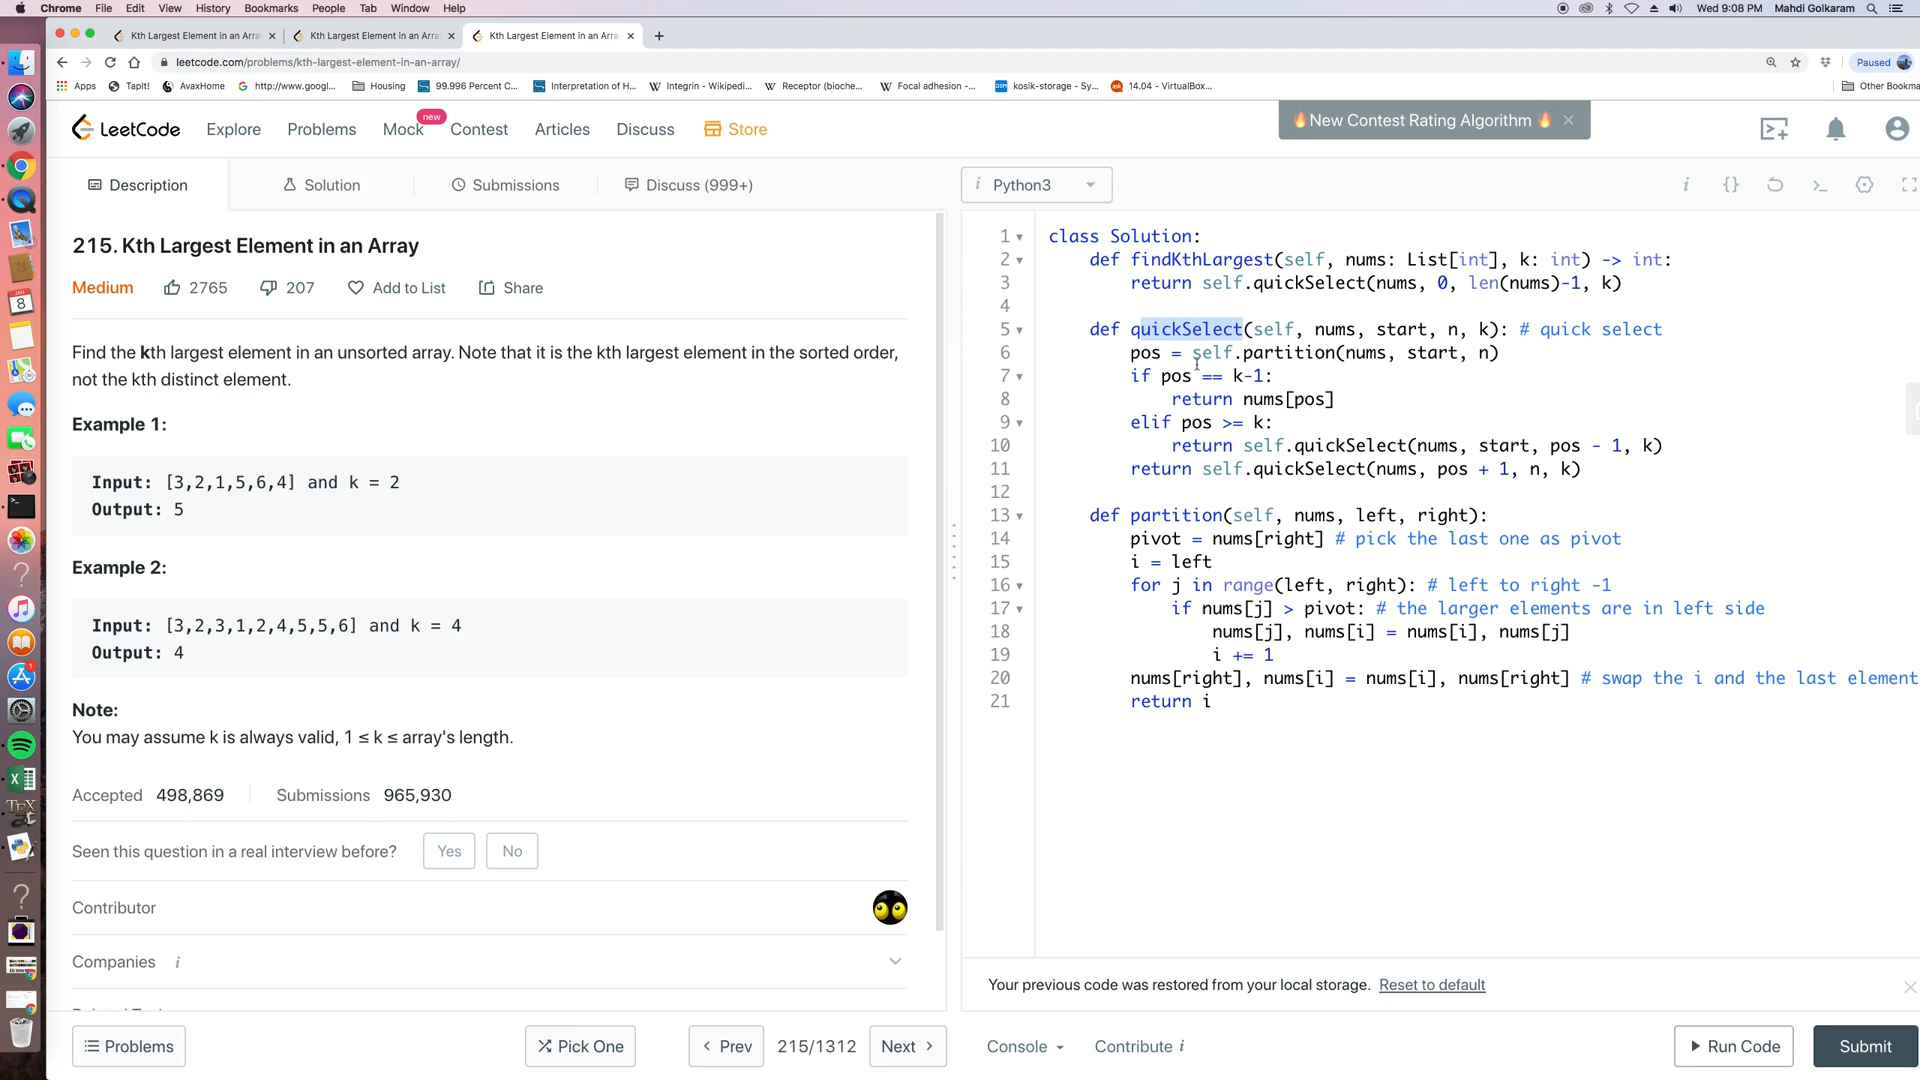 Chrome File Edit View History Bookmarks People Tab Window Help Wed 9:08 PM Mahdi Golkaram
Kth Largest Element in an Arra Kth Largest Element in an Arra Kth Largest Element in an Arra
leetcode.com/problems/kth-largest-element-in-an-array/ Paused
Apps TapIt! AvaxHome http://www.googl... Housing 99.996 Percent C... Interpretation of H... Integrin - Wikipedi... Receptor (bioche... Focal adhesion -... kosik-storage - Sy... 14.04 - VirtualBox... Other Bookma
LeetCode Explore Problems Mock new Contest Articles Discuss Store
🔥New Contest Rating Algorithm 🔥
Description Solution Submissions Discuss (999+)
i Python3
215. Kth Largest Element in an Array
Medium 2765 207 Add to List Share
Find the kth largest element in an unsorted array. Note that it is the kth largest element in the sorted order,
not the kth distinct element.
Example 1:
Input: [3,2,1,5,6,4] and k = 2
Output: 5
Example 2:
Input: [3,2,3,1,2,4,5,5,6] and k = 4
Output: 4
Note:
You may assume k is always valid, 1 ≤ k ≤ array's length.
Accepted 498,869 Submissions 965,930
Seen this question in a real interview before? Yes No
Contributor
Companies i
1 class Solution:
2 def findKthLargest(self, nums: List[int], k: int) -> int:
3 return self.quickSelect(nums, 0, len(nums)-1, k)
4
5 def quickSelect(self, nums, start, n, k): # quick select
6 pos = self.partition(nums, start, n)
7 if pos == k-1:
8 return nums[pos]
9 elif pos >= k:
10 return self.quickSelect(nums, start, pos - 1, k)
11 return self.quickSelect(nums, pos + 1, n, k)
12
13 def partition(self, nums, left, right):
14 pivot = nums[right] # pick the last one as pivot
15 i = left
16 for j in range(left, right): # left to right -1
17 if nums[j] > pivot: # the larger elements are in left side
18 nums[j], nums[i] = nums[i], nums[j]
19 i += 1
20 nums[right], nums[i] = nums[i], nums[right] # swap the i and the last element
21 return i
Your previous code was restored from your local storage. Reset to default
Problems Pick One Prev 215/1312 Next Console Contribute i Run Code Submit